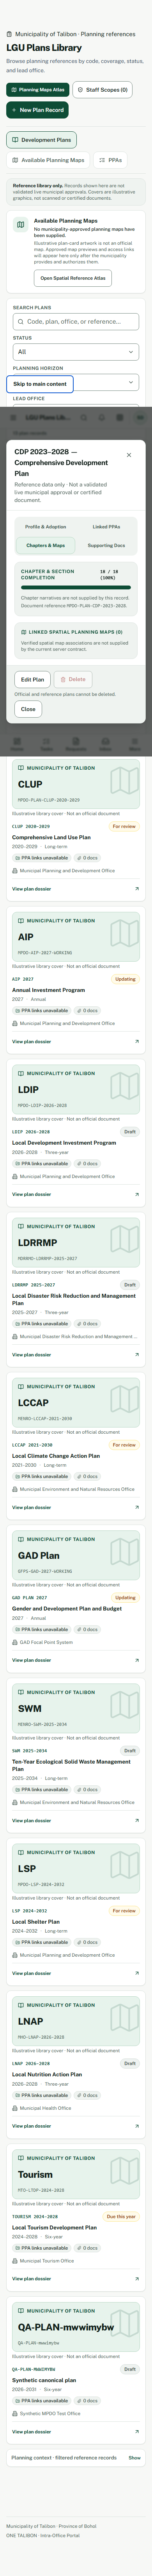 Municipality of Talibon / Planning references
LGU Plans Library
Browse planning references by code, coverage, status, and lead office.
Planning Maps Atlas
Staff Scopes (0)
New Plan Record
Development Plans
Available Planning Maps
PPAs
Reference library only. Records shown here are not validated live municipal approvals. Covers are illustrative graphics, not scanned or certified documents.
Available Planning Maps
No municipality-approved planning maps have been supplied.
Illustrative plan-card artwork is not an official map. Approved map previews and access links will appear here only after the municipality provides and authorizes them.
Open Spatial Reference Atlas
SEARCH PLANS
Code, plan, office, or reference...
STATUS
All
PLANNING HORIZON
Skip to main content
LEAD OFFICE
LGU Plans Lib...
CDP 2023–2028 — Comprehensive Development Plan
Reference data only · Not a validated live municipal approval or certified document.
Profile & Adoption
Linked PPAs
Chapters & Maps
Supporting Docs
CHAPTER & SECTION COMPLETION
18 / 18 (100%)
Chapter narratives are not supplied by this record.
Document reference: MPDO-PLAN-CDP-2023-2028.
LINKED SPATIAL PLANNING MAPS (0)
Verified spatial map associations are not supplied by the current server contract.
Edit Plan
Delete
Official and reference plans cannot be deleted.
Close
MUNICIPALITY OF TALIBON
CLUP
MPDO-PLAN-CLUP-2020-2029
Illustrative library cover · Not an official document
CLUP 2020-2029
For review
Comprehensive Land Use Plan
2020-2029 · Long-term
PPA links unavailable
0 docs
Municipal Planning and Development Office
View plan dossier
MUNICIPALITY OF TALIBON
AIP
MPDO-AIP-2027-WORKING
Illustrative library cover · Not an official document
AIP 2027
Updating
Annual Investment Program
2027 · Annual
PPA links unavailable
0 docs
Municipal Planning and Development Office
View plan dossier
MUNICIPALITY OF TALIBON
LDIP
MPDO-LDIP-2026-2028
Illustrative library cover · Not an official document
LDIP 2026-2028
Draft
Local Development Investment Program
2026-2028 · Three-year
PPA links unavailable
0 docs
Municipal Planning and Development Office
View plan dossier
MUNICIPALITY OF TALIBON
LDRRMP
MDRRMO-LDRRMP-2025-2027
Illustrative library cover · Not an official document
LDRRMP 2025-2027
Draft
Local Disaster Risk Reduction and Management Plan
2025-2027 · Three-year
PPA links unavailable
0 docs
Municipal Disaster Risk Reduction and Management ...
View plan dossier
MUNICIPALITY OF TALIBON
LCCAP
MENRO-LCCAP-2021-2030
Illustrative library cover · Not an official document
LCCAP 2021-2030
For review
Local Climate Change Action Plan
2021-2030 · Long-term
PPA links unavailable
0 docs
Municipal Environment and Natural Resources Office
View plan dossier
MUNICIPALITY OF TALIBON
GAD Plan
GFPS-GAD-2027-WORKING
Illustrative library cover · Not an official document
GAD PLAN 2027
Updating
Gender and Development Plan and Budget
2027 · Annual
PPA links unavailable
0 docs
GAD Focal Point System
View plan dossier
MUNICIPALITY OF TALIBON
SWM
MENRO-SWM-2025-2034
Illustrative library cover · Not an official document
SWM 2025-2034
Draft
Ten-Year Ecological Solid Waste Management Plan
2025-2034 · Long-term
PPA links unavailable
0 docs
Municipal Environment and Natural Resources Office
View plan dossier
MUNICIPALITY OF TALIBON
LSP
MPDO-LSP-2024-2032
Illustrative library cover · Not an official document
LSP 2024-2032
For review
Local Shelter Plan
2024-2032 · Long-term
PPA links unavailable
0 docs
Municipal Planning and Development Office
View plan dossier
MUNICIPALITY OF TALIBON
LNAP
MHO-LNAP-2026-2028
Illustrative library cover · Not an official document
LNAP 2026-2028
Draft
Local Nutrition Action Plan
2026-2028 · Three-year
PPA links unavailable
0 docs
Municipal Health Office
View plan dossier
MUNICIPALITY OF TALIBON
Tourism
MTO-LTDP-2024-2028
Illustrative library cover · Not an official document
TOURISM 2024-2028
Due this year
Local Tourism Development Plan
2024-2028 · Six-year
PPA links unavailable
0 docs
Municipal Tourism Office
View plan dossier
MUNICIPALITY OF TALIBON
QA-PLAN-mwwimybw
QA-PLAN-mwwimybw
Illustrative library cover · Not an official document
QA-PLAN-MWWIMYBW
Draft
Synthetic canonical plan
2026-2031 · Six-year
PPA links unavailable
0 docs
Synthetic MPDO Test Office
View plan dossier
Planning context · filtered reference records
Show
Municipality of Talibon · Province of Bohol
ONE TALIBON · Intra-Office Portal